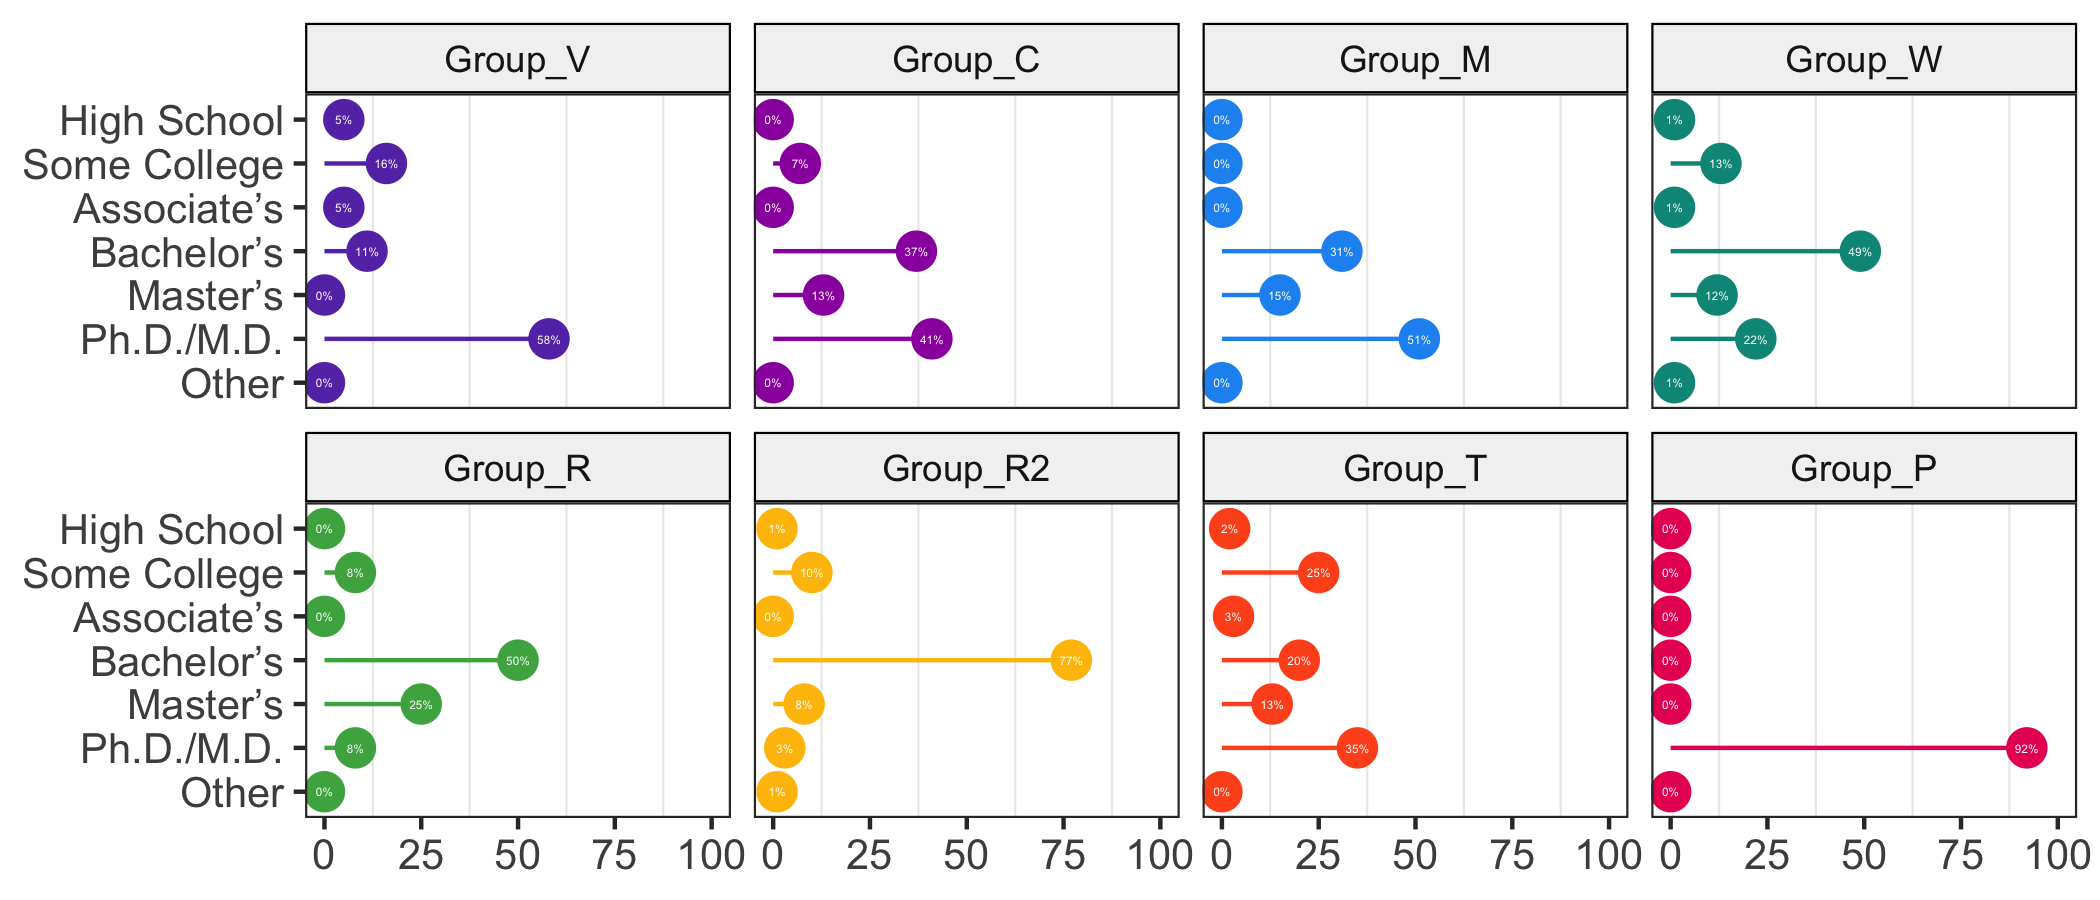 Group_V Group_C Group_M Group_W
High School 5% 0% 0% 1%
Some College 16% 7% 0% 13%
Associate’s 5% 0% 0% 1%
Bachelor’s 11% 37% 31% 49%
Master’s 0% 13% 15% 12%
Ph.D./M.D. 58% 41% 51% 22%
Other 0% 0% 0% 1%
Group_R Group_R2 Group_T Group_P
High School 0% 1% 2% 0%
Some College 8% 10% 25% 0%
Associate’s 0% 0% 3% 0%
Bachelor’s 50% 77% 20% 0%
Master’s 25% 8% 13% 0%
Ph.D./M.D. 8% 3% 35% 92%
Other 0% 1% 0% 0%
0 25 50 75 100 0 25 50 75 100 0 25 50 75 100 0 25 50 75 100